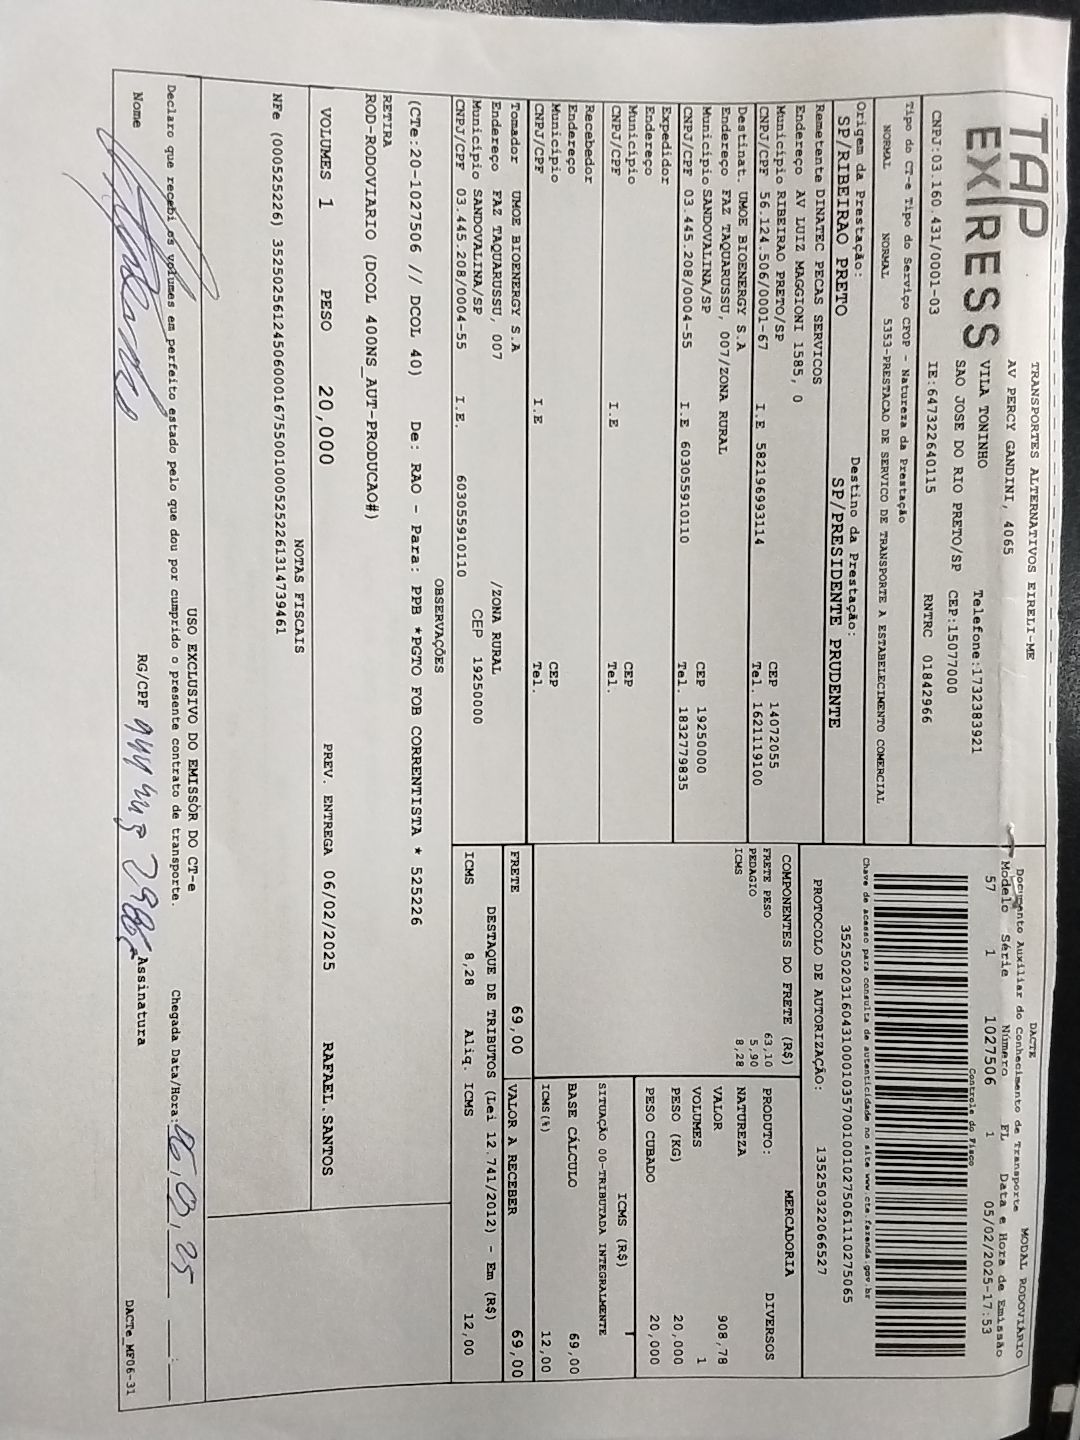 TAP EXPRESS
TRANSPORTES ALTERNATIVOS EIRELI-ME
AV PERCY GANDINI, 4065
VILA TONINHO Telefone:1732383921
SAO JOSE DO RIO PRETO/SP CEP:15077000
CNPJ:03.160.431/0001-03 IE:647322640115 RNTRC 01842966
DACTE MODAL RODOVIÁRIO
Documento Auxiliar do Conhecimento de Transporte
Modelo Série Número FL Data e Hora de Emissão
57 1 1027506 1 05/02/2025-17:53
Controle do Fisco
Chave de acesso para consulta de autenticidade no site www.cte.fazenda.gov.br
35250203160431000103570010010275061110275065
PROTOCOLO DE AUTORIZAÇÃO: 135250322066527
Tipo do CT-e Tipo do Serviço CFOP - Natureza da Prestação
NORMAL NORMAL 5353-PRESTACAO DE SERVICO DE TRANSPORTE A ESTABELECIMENTO COMERCIAL
Origem da Prestação: Destino da Prestação:
SP/RIBEIRAO PRETO SP/PRESIDENTE PRUDENTE
Remetente DINATEC PECAS SERVICOS
Endereço AV LUIZ MAGGIONI 1585, 0
Município RIBEIRAO PRETO/SP CEP 14072055
CNPJ/CPF 56.124.506/0001-67 I.E 582196993114 Tel. 1621119100
Destinat. UMOE BIOENERGY S.A
Endereço FAZ TAQUARUSSU, 007/ZONA RURAL
Município SANDOVALINA/SP CEP 19250000
CNPJ/CPF 03.445.208/0004-55 I.E 603055910110 Tel. 1832779835
Expedidor
Endereço
Município CEP
CNPJ/CPF I.E Tel.
Recebedor
Endereço
Município CEP
CNPJ/CPF I.E Tel.
Tomador UMOE BIOENERGY S.A
Endereço FAZ TAQUARUSSU, 007 /ZONA RURAL
Município SANDOVALINA/SP CEP 19250000
CNPJ/CPF 03.445.208/0004-55 I.E. 603055910110
COMPONENTES DO FRETE (R$)
FRETE PESO 63,10
PEDAGIO 5,90
ICMS 8,28
MERCADORIA
PRODUTO: DIVERSOS
NATUREZA
VALOR 908,78
VOLUMES 1
PESO (KG) 20,000
PESO CUBADO 20,000
ICMS (R$)
SITUAÇÃO 00-TRIBUTADA INTEGRALMENTE
BASE CÁLCULO 69,00
ICMS(%) 12,00
FRETE 69,00 VALOR A RECEBER 69,00
DESTAQUE DE TRIBUTOS (Lei 12.741/2012) - Em (R$)
ICMS 8,28 Aliq. ICMS 12,00
OBSERVAÇÕES
(CTe:20-1027506 // DCOL 40) De: RAO - Para: PPB *PGTO FOB CORRENTISTA * 525226
RETIRA
ROD-RODOVIARIO (DCOL 400NS_AUT-PRODUCAO#)
VOLUMES 1 PESO 20,000 PREV. ENTREGA 06/02/2025 RAFAEL.SANTOS
NOTAS FISCAIS
NFe (000525226) 35250256124506000167550010005252261314739461
USO EXCLUSIVO DO EMISSOR DO CT-e
Declaro que recebi os volumes em perfeito estado pelo que dou por cumprido o presente contrato de transporte. Chegada Data/Hora:
Nome RG/CPF Assinatura
DACTe_MF06-31